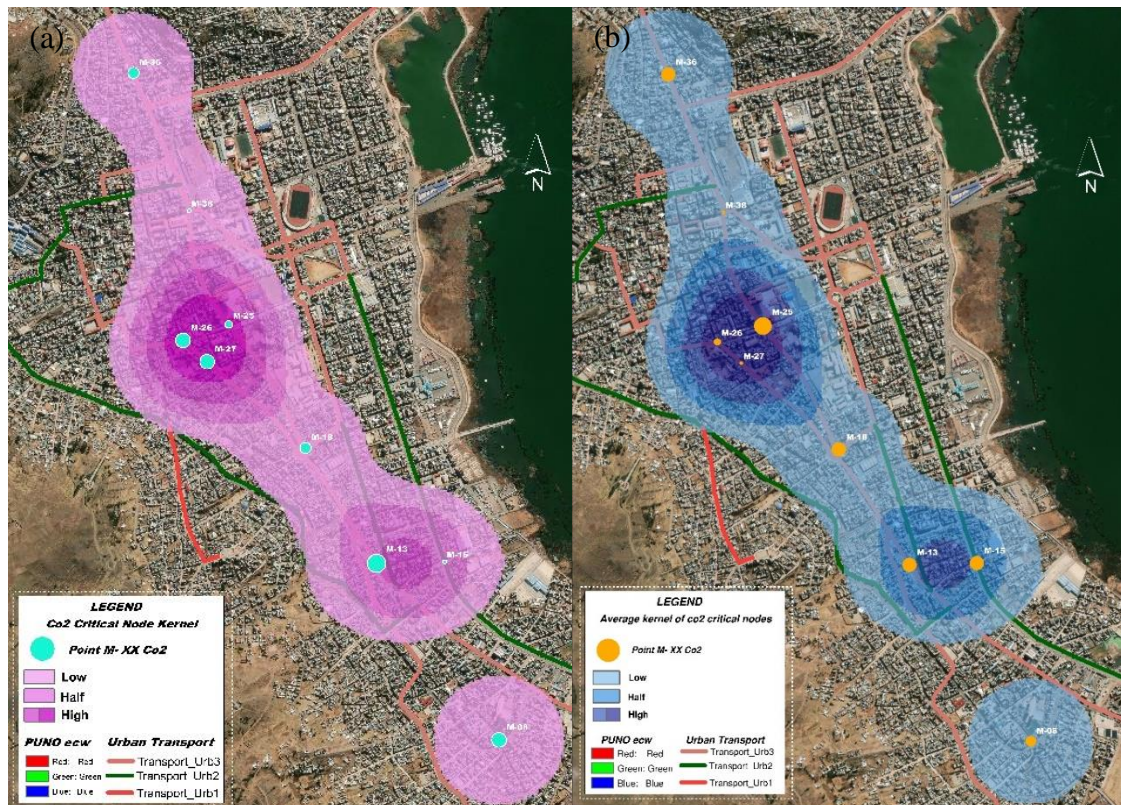 (a)
M-35
N
M-36
M-25
M-26
M-27
M-18
M-13
M-15
M-08
LEGEND
Co2 Critical Node Kernel
Point M- XX Co2
Low
Half
High
PUNO ecw Urban Transport
Red: Red Transport_Urb3
Green: Green Transport_Urb2
Blue: Blue Transport_Urb1
(b)
M-36
N
M-38
M-25
M-26
M-27
M-18
M-13
M-15
M-08
LEGEND
Average kernel of co2 critical nodes
Point M- XX Co2
Low
Half
High
PUNO ecw Urban Transport
Red: Red Transport_Urb3
Green: Green Transport_Urb2
Blue: Blue Transport_Urb1